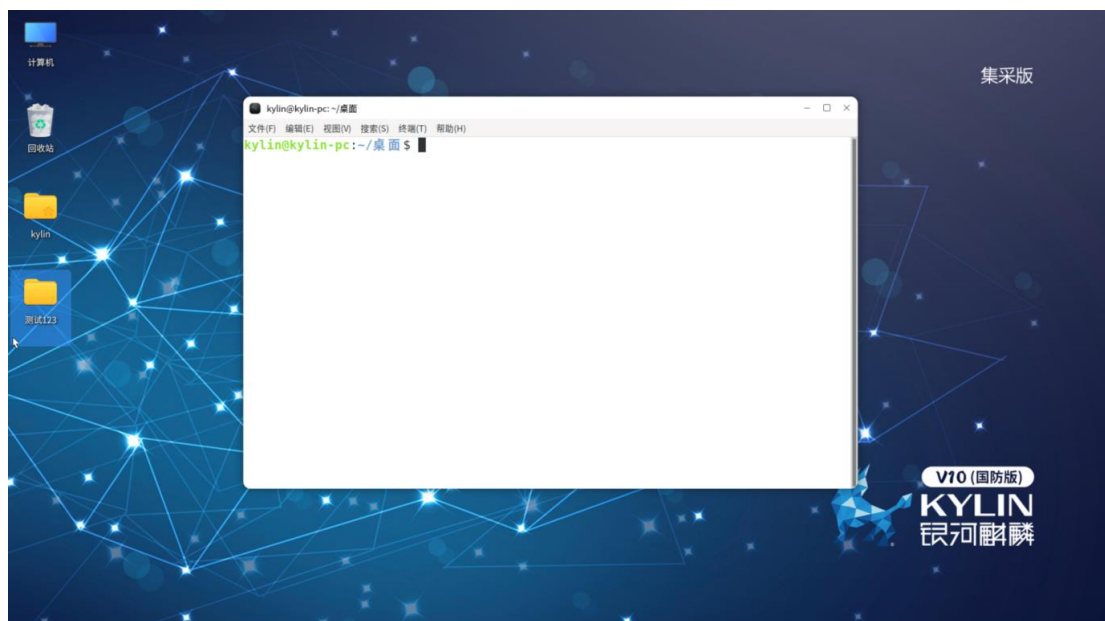 计算机
回收站
kylin
测试123
集采版
kylin@kylin-pc: ~/桌面
文件(F) 编辑(E) 视图(V) 搜索(S) 终端(T) 帮助(H)
kylin@kylin-pc:~/桌面$
V10 (国防版)
KYLIN
银河麒麟